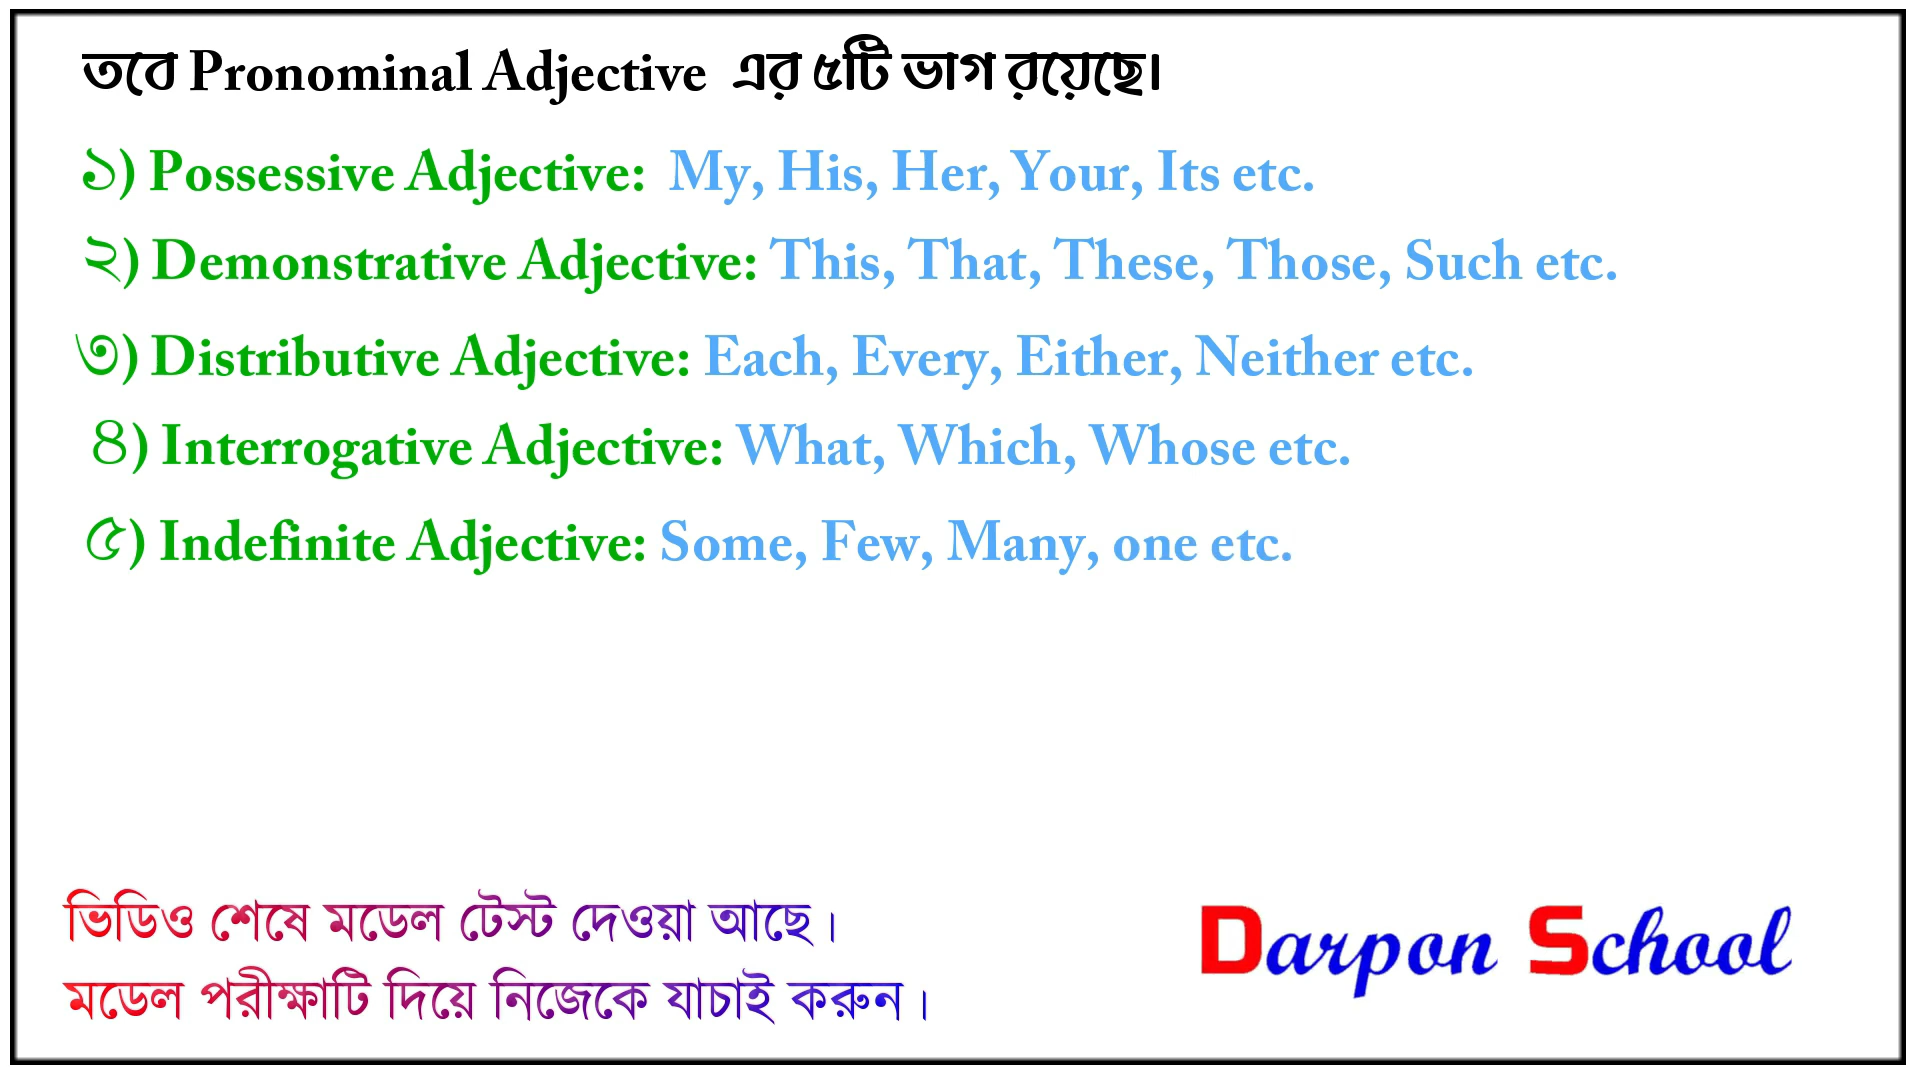 তবে Pronominal Adjective এর ৫টি ভাগ রয়েছে।
১) Possessive Adjective: My, His, Her, Your, Its etc.
২) Demonstrative Adjective: This, That, These, Those, Such etc.
৩) Distributive Adjective: Each, Every, Either, Neither etc.
৪) Interrogative Adjective: What, Which, Whose etc.
৫) Indefinite Adjective: Some, Few, Many, one etc.
ভিডিও শেষে মডেল টেস্ট দেওয়া আছে।
মডেল পরীক্ষাটি দিয়ে নিজেকে যাচাই করুন।
Darpon School